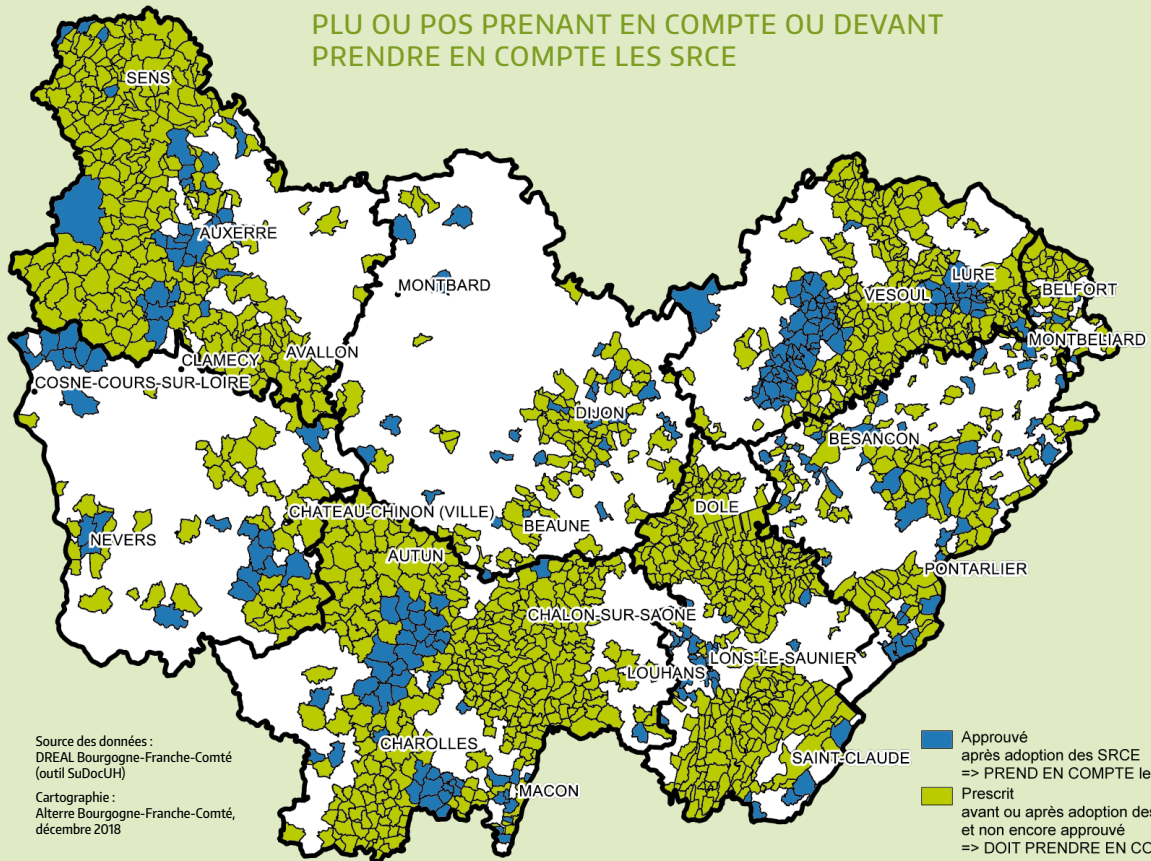 PLU OU POS PRENANT EN COMPTE OU DEVANT
PRENDRE EN COMPTE LES SRCE
SENS
AUXERRE
MONTBARD
VESOUL
LURE
BELFORT
MONTBELIARD
CLAMECY
AVALLON
COSNE-COURS-SUR-LOIRE
DIJON
BESANCON
CHATEAU-CHINON (VILLE)
BEAUNE
DOLE
NEVERS
AUTUN
PONTARLIER
CHALON-SUR-SAONE
LOUHANS
LONS-LE-SAUNIER
CHAROLLES
SAINT-CLAUDE
MACON
Source des données :
DREAL Bourgogne-Franche-Comté
(outil SuDocUH)
Cartographie :
Alterre Bourgogne-Franche-Comté,
décembre 2018
Approuvé
après adoption des SRCE
=> PREND EN COMPTE le
Prescrit
avant ou après adoption des
et non encore approuvé
=> DOIT PRENDRE EN CO